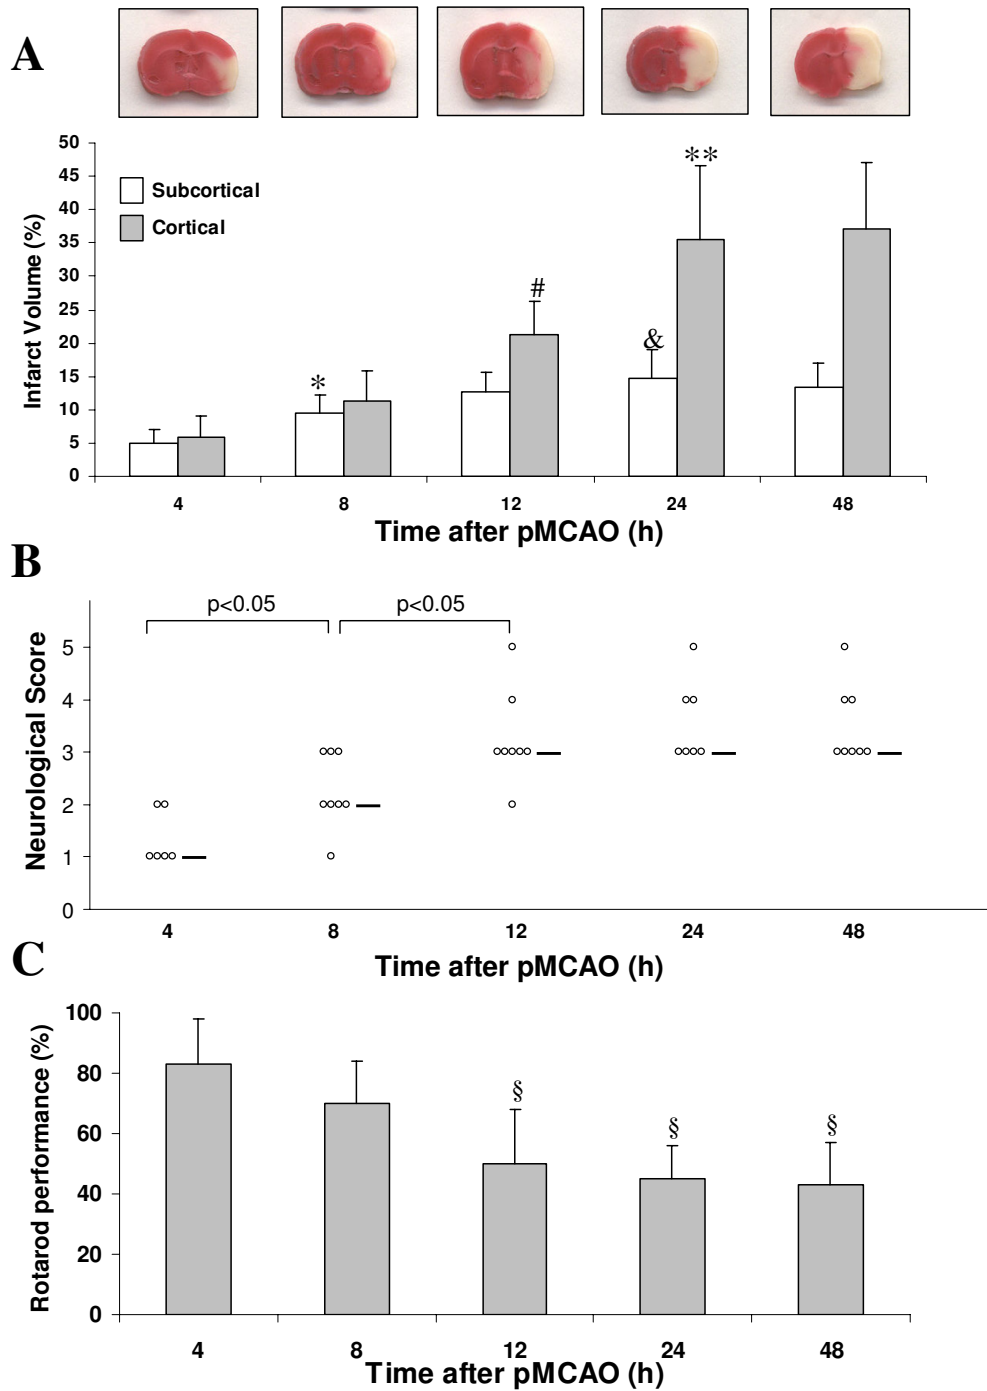 A
50
45
40
35
30
25
20
15
10
5
0
Infarct Volume (%)
Subcortical
Cortical
*
#
&
**
4 8 12 24 48
Time after pMCAO (h)
B
p<0.05 p<0.05
5
4
3
2
1
0
Neurological Score
4 8 12 24 48
Time after pMCAO (h)
C
100
80
60
40
20
0
Rotarod performance (%)
§ § §
4 8 12 24 48
Time after pMCAO (h)